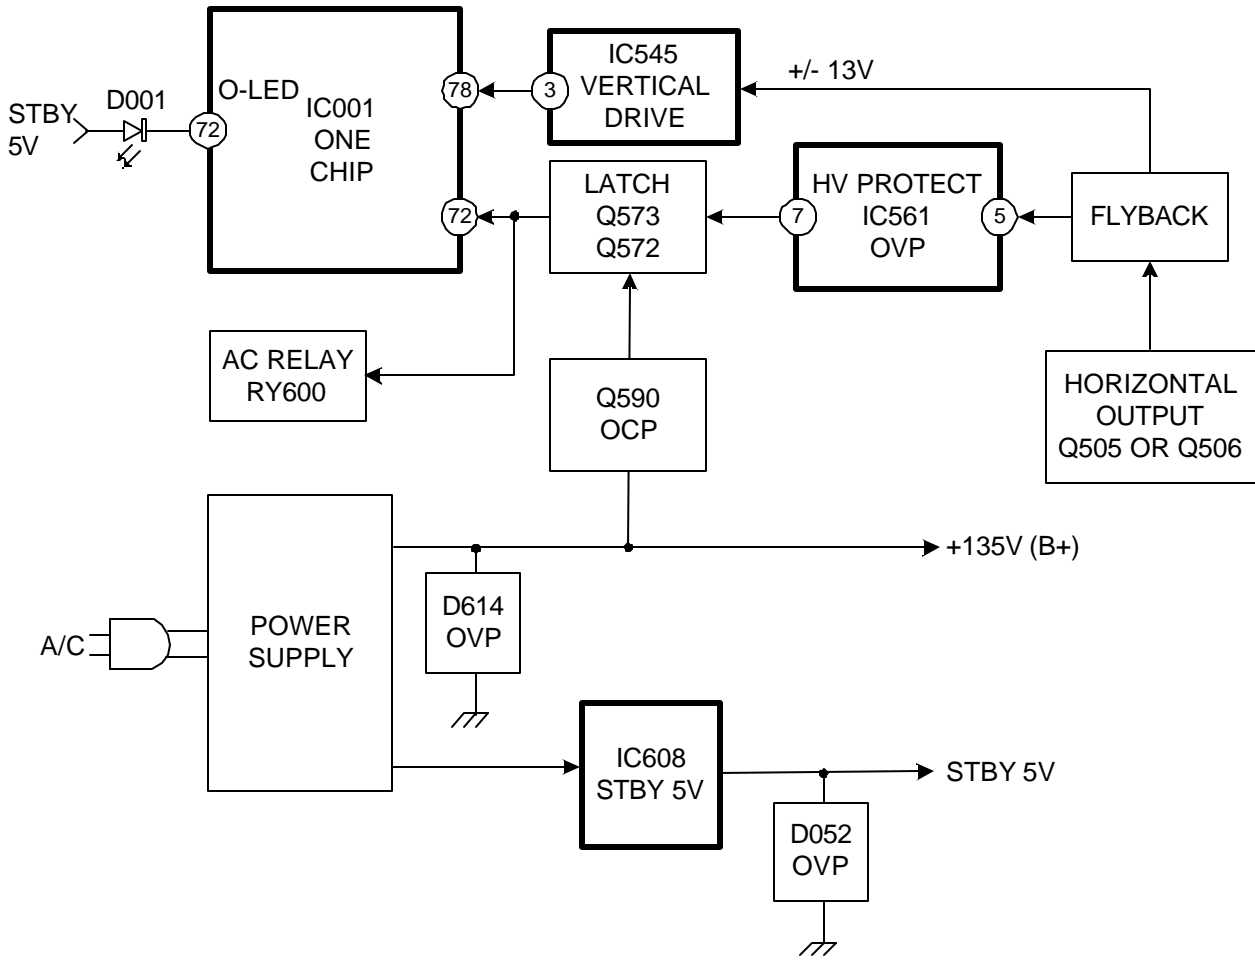 IC545
VERTICAL
DRIVE
+/- 13V
O-LED
78
3
D001
STBY
5V
72
IC001
ONE
CHIP
LATCH
Q573
Q572
HV PROTECT
IC561
OVP
72
7
5
FLYBACK
AC RELAY
RY600
Q590
OCP
HORIZONTAL
OUTPUT
Q505 OR Q506
+135V (B+)
D614
OVP
A/C
POWER
SUPPLY
IC608
STBY 5V
STBY 5V
D052
OVP